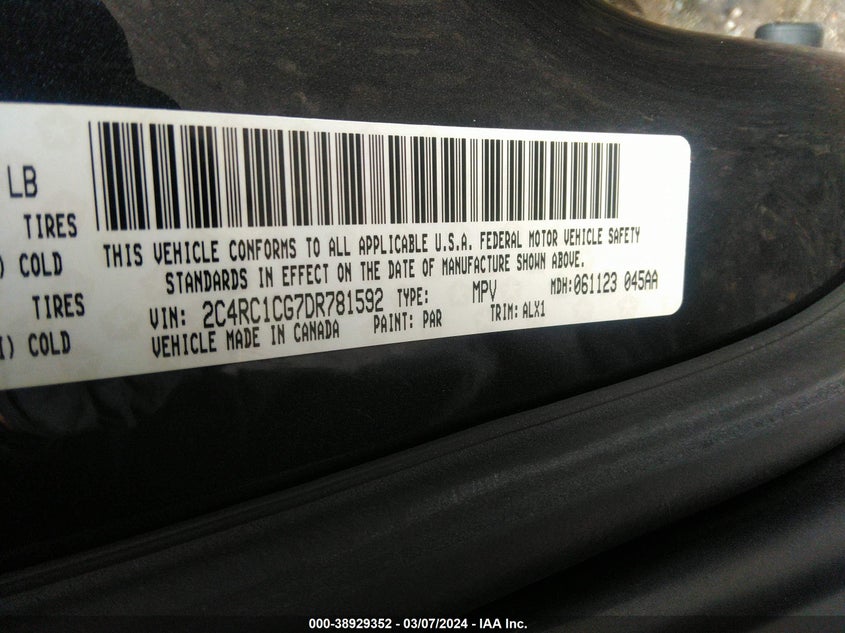 LB
TIRES
) COLD
TIRES
) COLD
THIS VEHICLE CONFORMS TO ALL APPLICABLE U.S.A. FEDERAL MOTOR VEHICLE SAFETY
STANDARDS IN EFFECT ON THE DATE OF MANUFACTURE SHOWN ABOVE.
VIN: 2C4RC1CG7DR781592 TYPE: MPV MDH:061123 045AA
VEHICLE MADE IN CANADA PAINT: PAR TRIM: ALX1
000-38929352 - 03/07/2024 - IAA Inc.